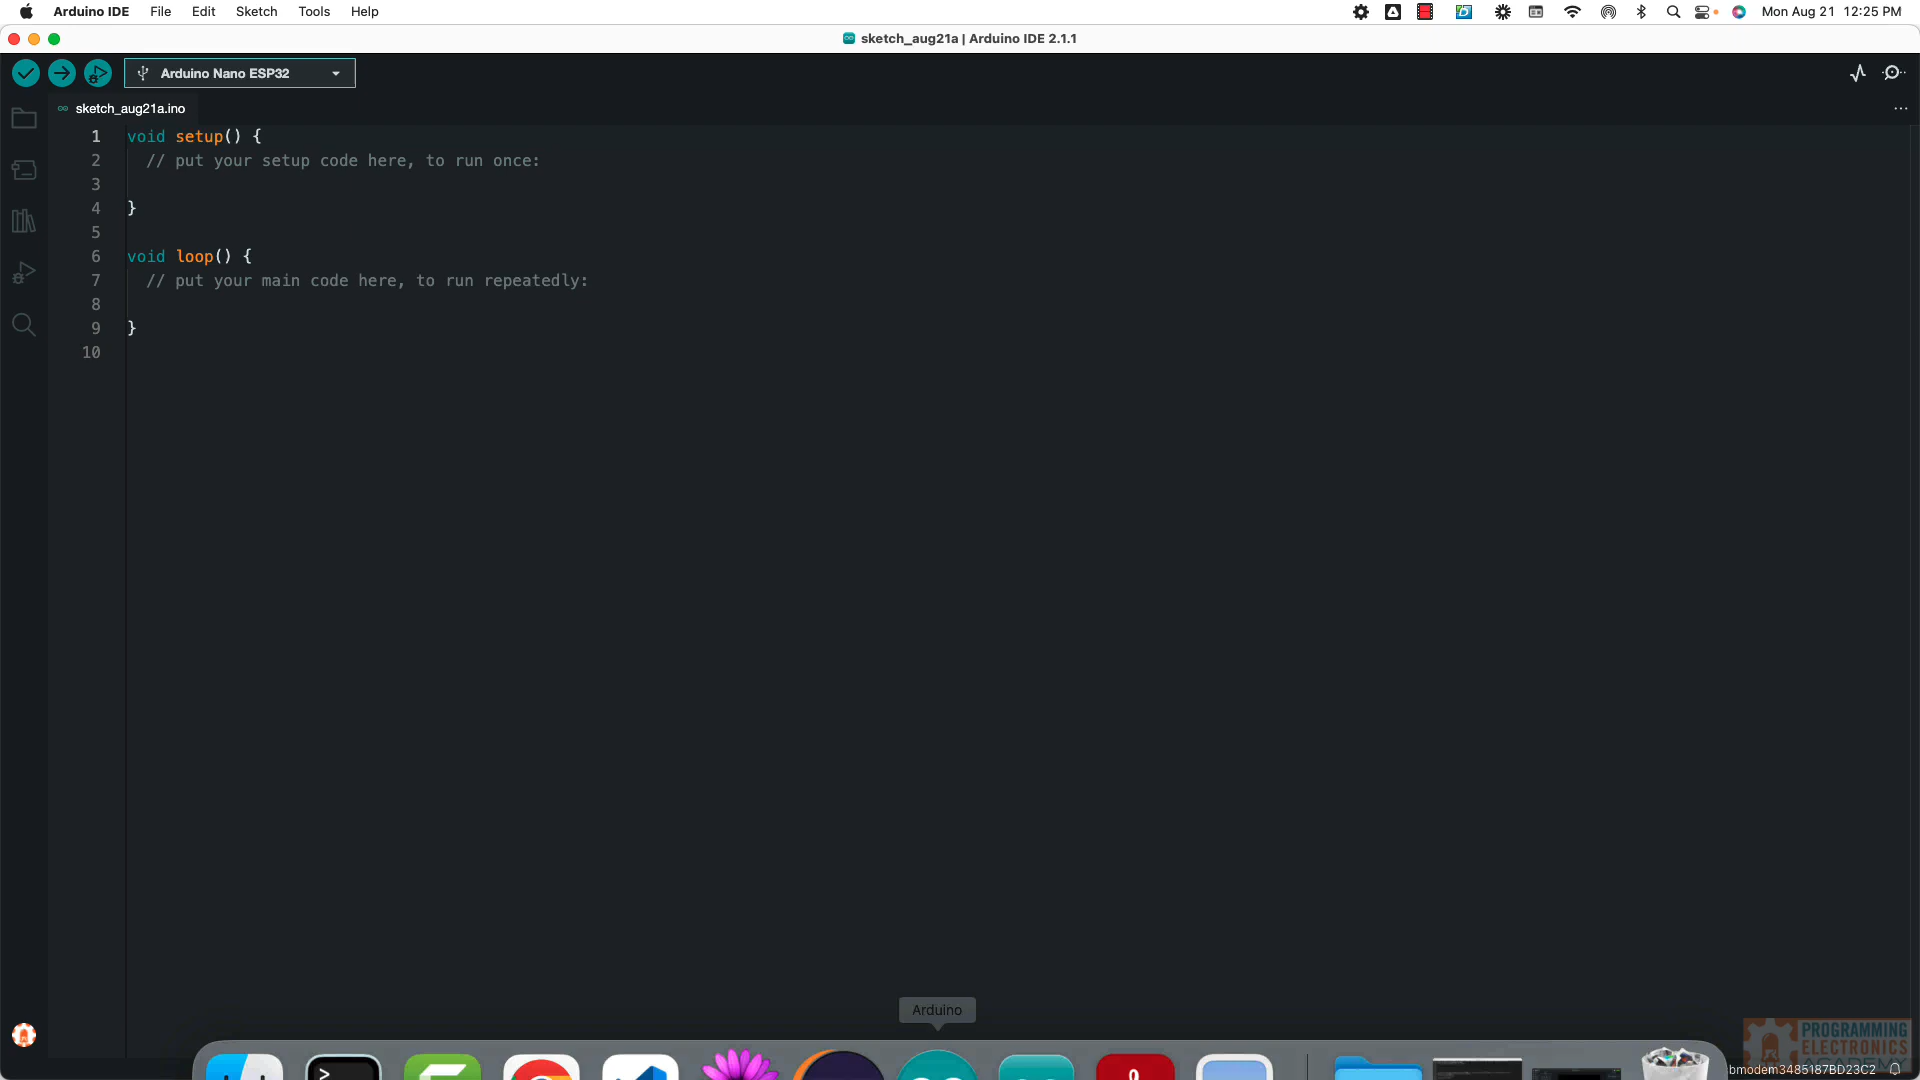 Arduino IDE File Edit Sketch Tools Help Mon Aug 21 12:25 PM
sketch_aug21a | Arduino IDE 2.1.1
Arduino Nano ESP32
sketch_aug21a.ino
1 void setup() {
2 // put your setup code here, to run once:
3
4 }
5
6 void loop() {
7 // put your main code here, to run repeatedly:
8
9 }
10
Arduino
PROGRAMMING
ELECTRONICS
ACADEMY
bmodem3485187BD23C2